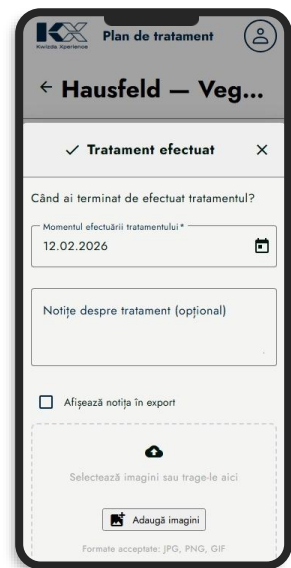 KX
Kwizda Xperience
Plan de tratament
Hausfeld — Veg...
Tratament efectuat
Când ai terminat de efectuat tratamentul?
Momentul efectuării tratamentului *
12.02.2026
Notițe despre tratament (opțional)
Afișează notița în export
Selectează imagini sau trage-le aici
Adaugă imagini
Formate acceptate: JPG, PNG, GIF